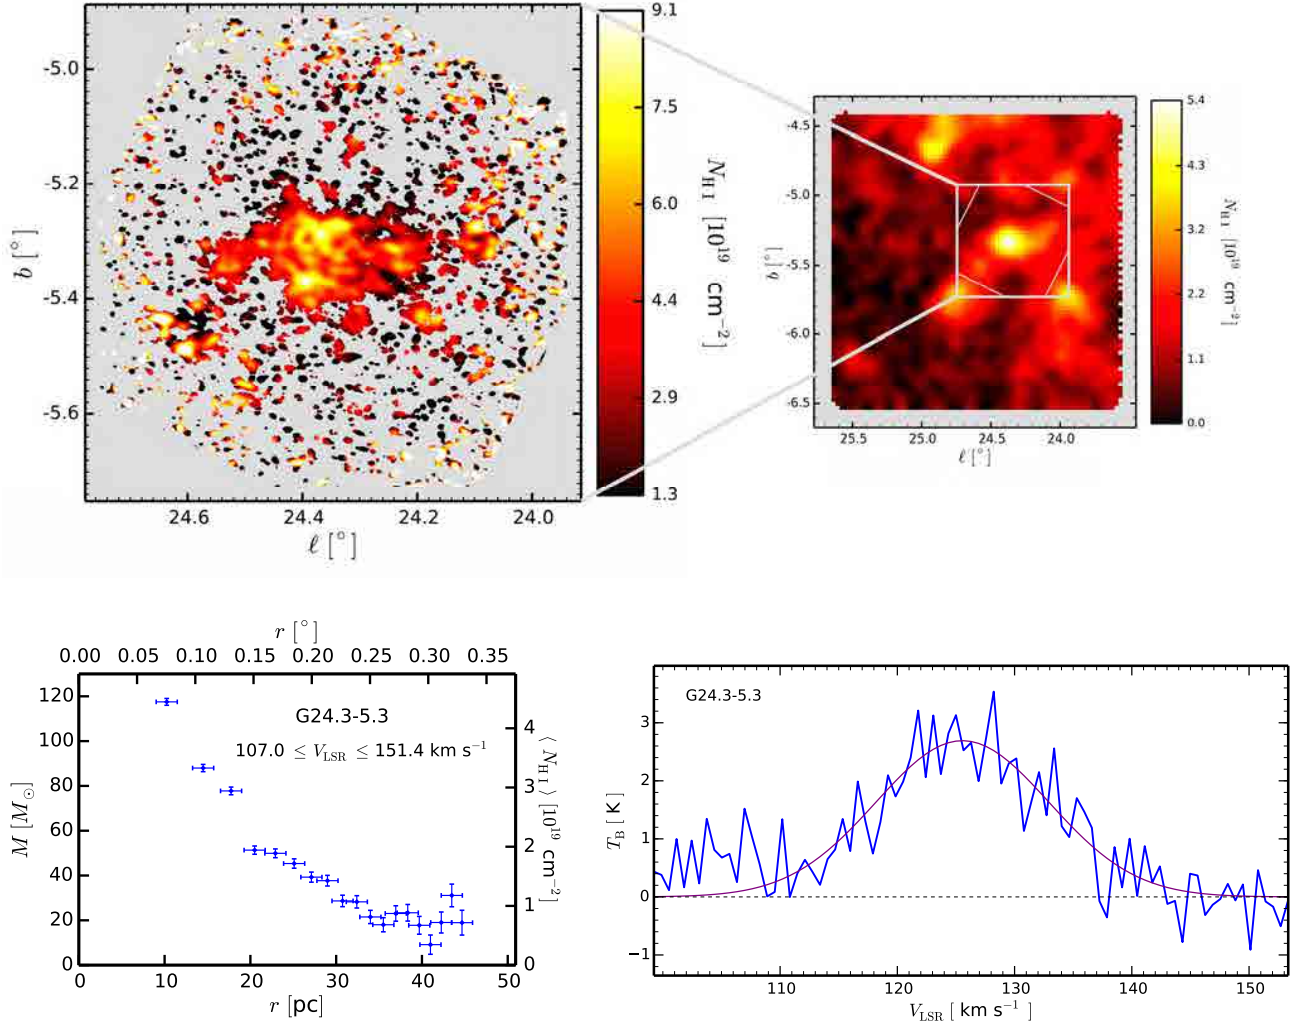 -5.0
-5.2
-5.4
-5.6
b [°]
24.6
24.4
24.2
24.0
ℓ [°]
9.1
7.5
6.0
4.4
2.9
1.3
N_HI [10^19 cm^−2]
-4.5
-5.0
-5.5
-6.0
-6.5
b [°]
25.5
25.0
24.5
24.0
ℓ [°]
5.4
4.3
3.2
2.2
1.1
0.0
N_HI [10^19 cm^−2]
r [°]
0.00 0.05 0.10 0.15 0.20 0.25 0.30 0.35
120
100
80
60
40
20
0
M [M_⊙]
G24.3-5.3
107.0 ≤ V_LSR ≤ 151.4 km s^−1
4
3
2
1
0
⟨ N_HI ⟩ [10^19 cm^−2]
0 10 20 30 40 50
r [pc]
G24.3-5.3
3
2
1
0
−1
T_B [ K ]
110 120 130 140 150
V_LSR [ km s^−1 ]